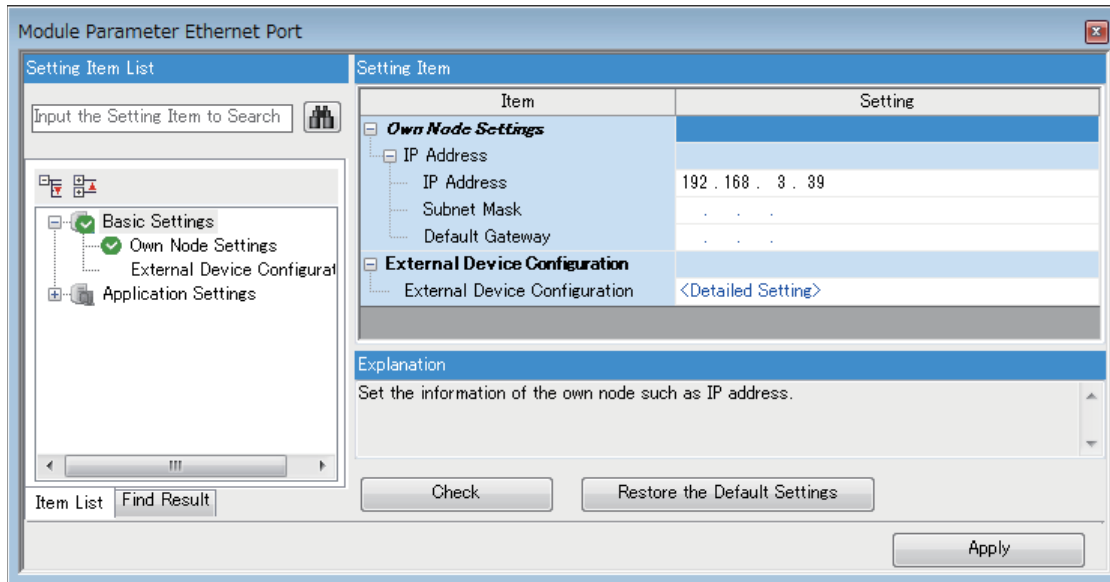 Module Parameter Ethernet Port
Setting Item List
Input the Setting Item to Search
Basic Settings
Own Node Settings
External Device Configurat
Application Settings
Item List
Find Result
Setting Item
Item Setting
Own Node Settings
IP Address
IP Address 192 . 168 . 3 . 39
Subnet Mask . . .
Default Gateway . . .
External Device Configuration
External Device Configuration <Detailed Setting>
Explanation
Set the information of the own node such as IP address.
Check
Restore the Default Settings
Apply